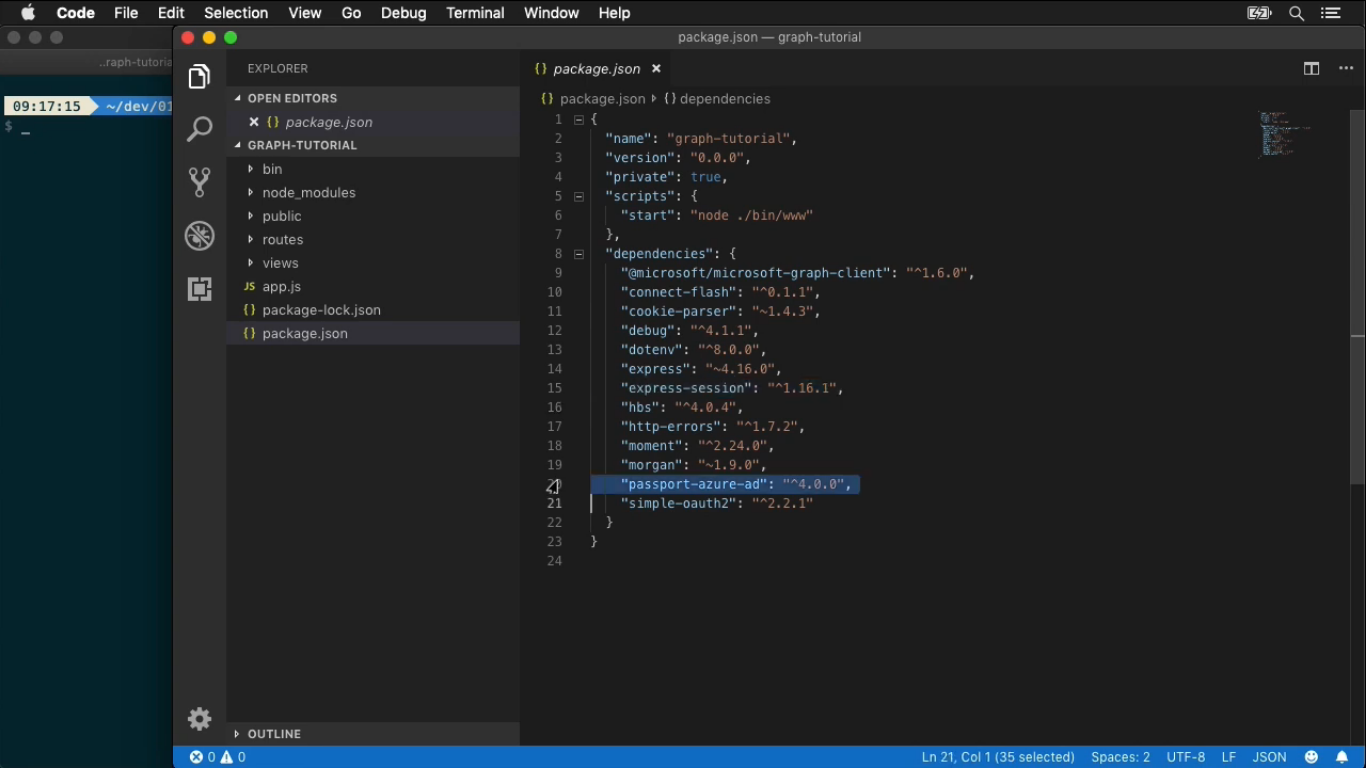 Code File Edit Selection View Go Debug Terminal Window Help
..raph-tutoria
package.json — graph-tutorial
09:17:15 ~/dev/01
$ _
EXPLORER
OPEN EDITORS
{} package.json
GRAPH-TUTORIAL
bin
node_modules
public
routes
views
JS app.js
{} package-lock.json
{} package.json
OUTLINE
{} package.json
{} package.json {} dependencies
1 {
2 "name": "graph-tutorial",
3 "version": "0.0.0",
4 "private": true,
5 "scripts": {
6 "start": "node ./bin/www"
7 },
8 "dependencies": {
9 "@microsoft/microsoft-graph-client": "^1.6.0",
10 "connect-flash": "^0.1.1",
11 "cookie-parser": "~1.4.3",
12 "debug": "^4.1.1",
13 "dotenv": "^8.0.0",
14 "express": "~4.16.0",
15 "express-session": "^1.16.1",
16 "hbs": "^4.0.4",
17 "http-errors": "^1.7.2",
18 "moment": "^2.24.0",
19 "morgan": "~1.9.0",
20 "passport-azure-ad": "^4.0.0",
21 "simple-oauth2": "^2.2.1"
22 }
23 }
24
0 0 Ln 21, Col 1 (35 selected) Spaces: 2 UTF-8 LF JSON